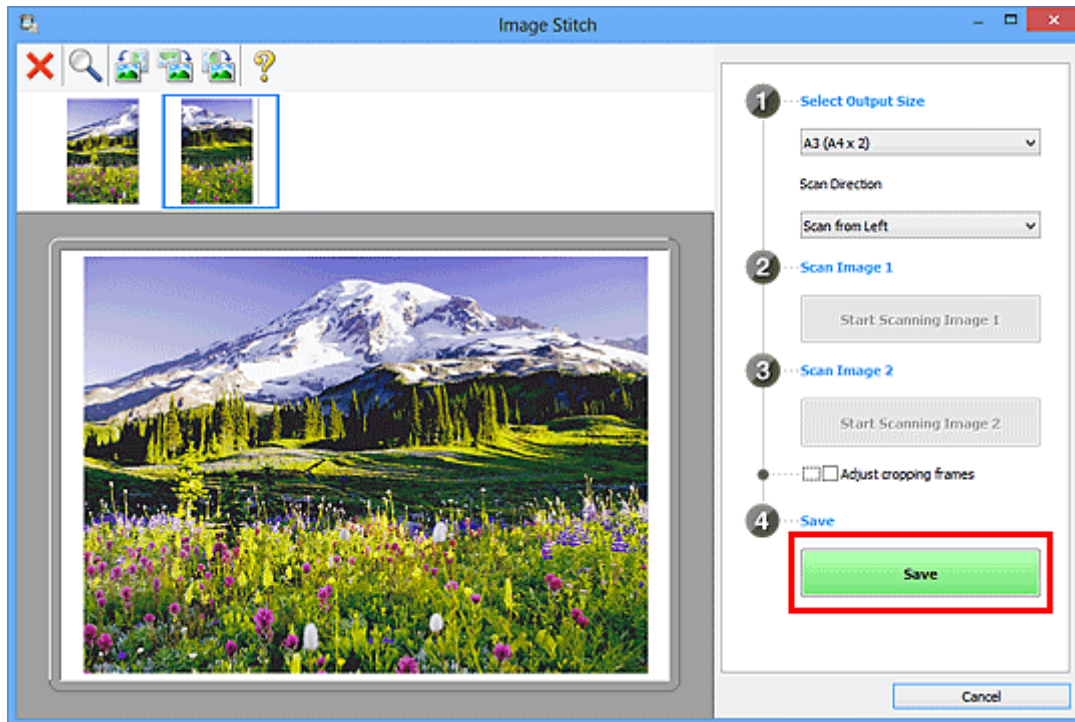 Image Stitch
1
Select Output Size
A3 (A4 x 2)
Scan Direction
Scan from Left
2
Scan Image 1
Start Scanning Image 1
3
Scan Image 2
Start Scanning Image 2
Adjust cropping frames
4
Save
Save
Cancel